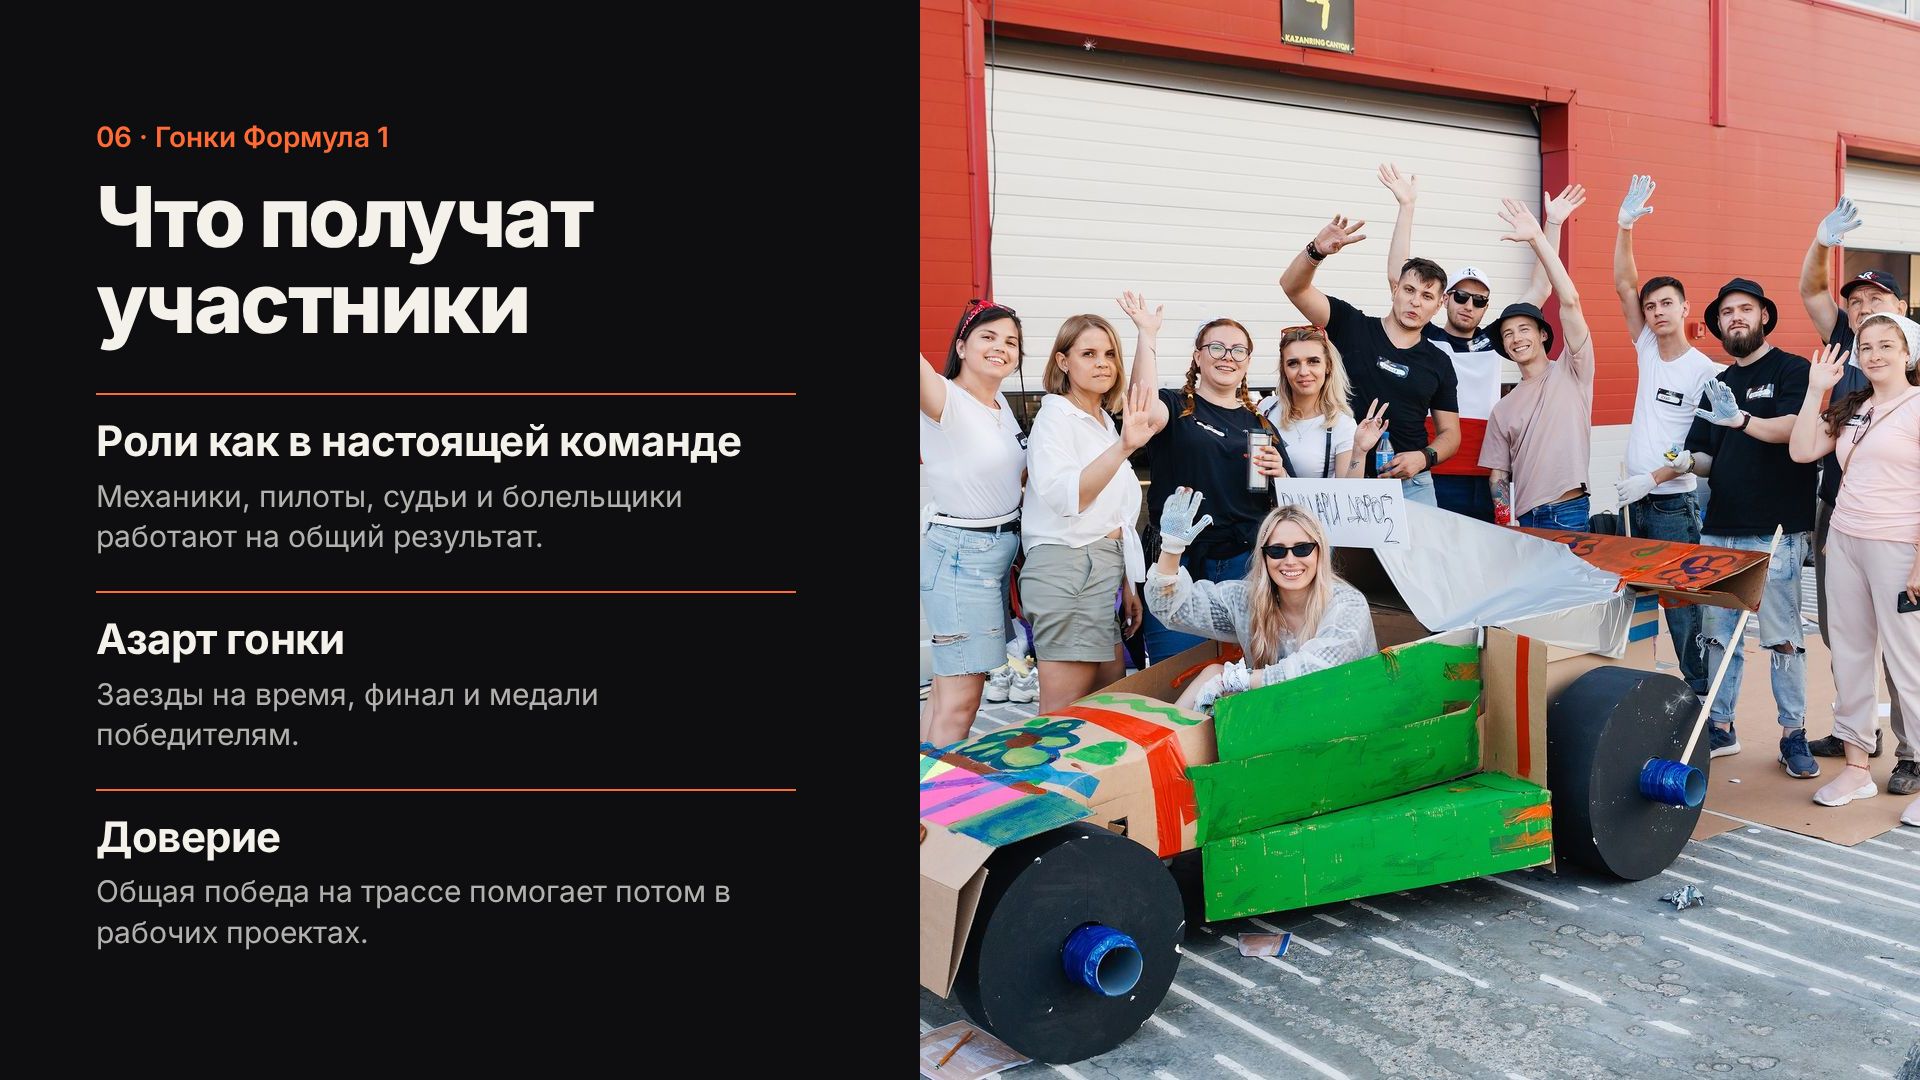 06 · Гонки Формула 1
Что получат
участники
Роли как в настоящей команде
Механики, пилоты, судьи и болельщики
работают на общий результат.
Азарт гонки
Заезды на время, финал и медали
победителям.
Доверие
Общая победа на трассе помогает потом в
рабочих проектах.
KAZANRING CANYON
ДОРОГ
2